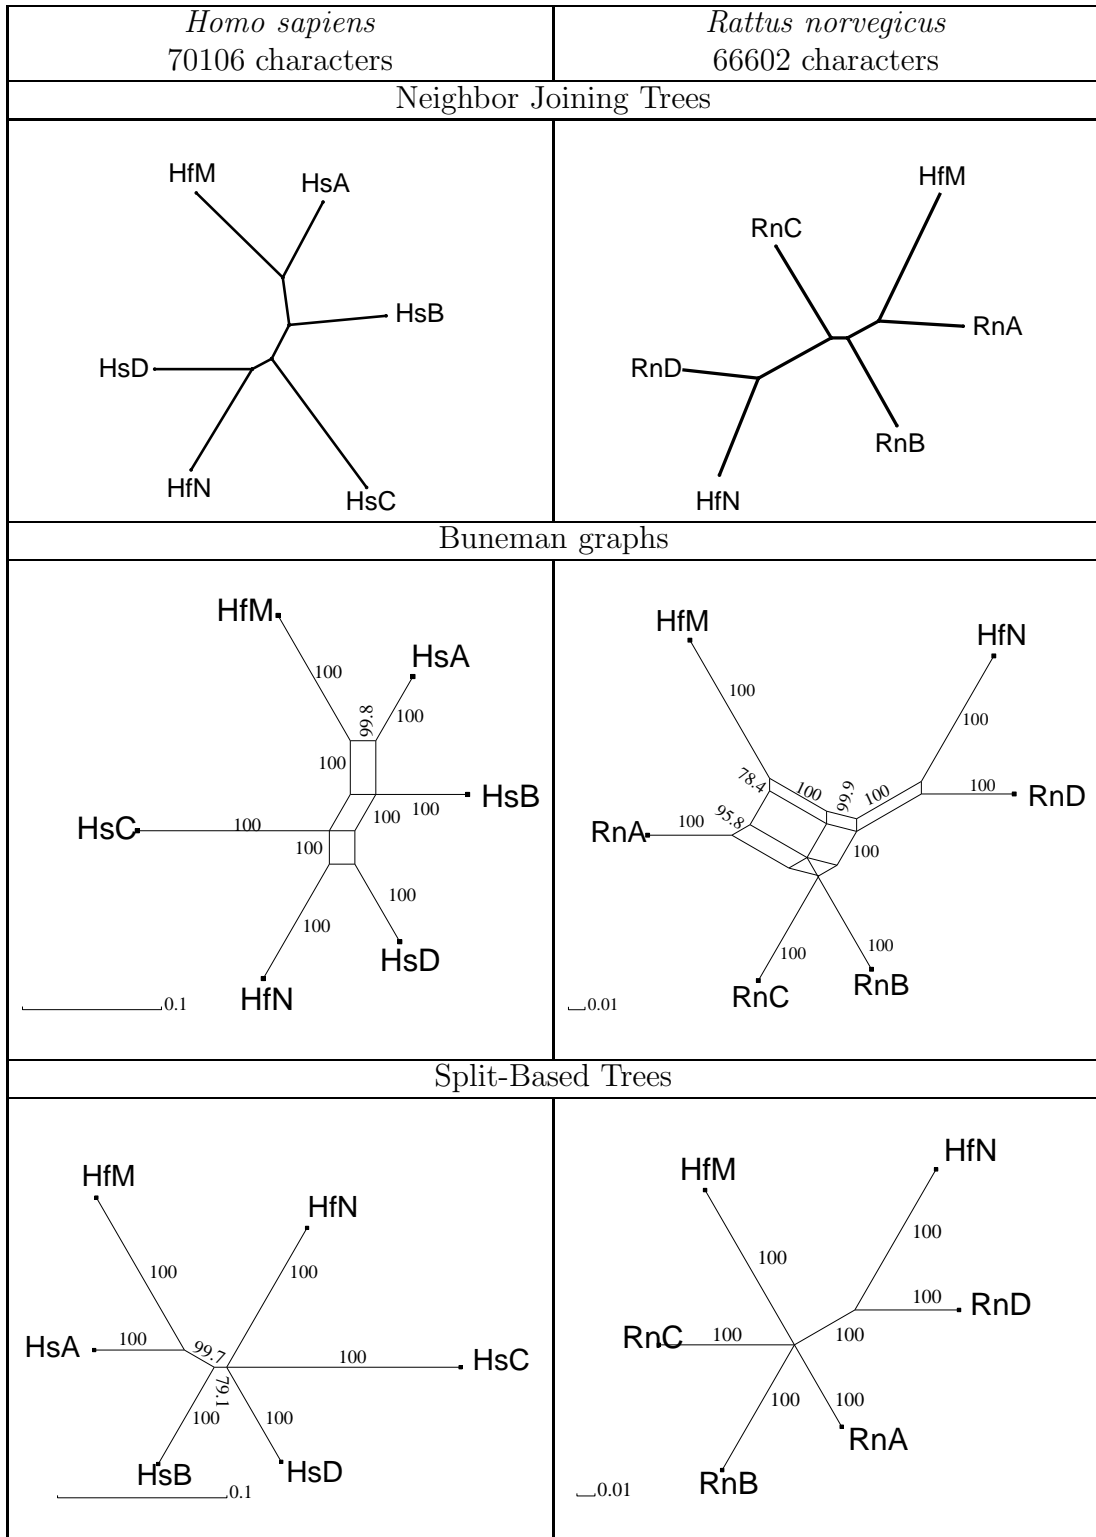 Homo sapiens
70106 characters
Rattus norvegicus
66602 characters
Neighbor Joining Trees
HfM
HsA
HsB
HsD
HfN
HsC
HfM
RnC
RnA
RnD
RnB
HfN
Buneman graphs
HfM
HsA
100
99.8
100
100
HsB
100
HsC
100
100
100
100
100
HsD
HfN
0.1
HfM
HfN
100
100
78.4
100
99.9
100
100
RnD
95.8
RnA
100
100
100
100
RnC
RnB
0.01
Split-Based Trees
HfM
HfN
100
100
HsA
100
99.7
100
HsC
79.1
100
100
HsB
HsD
0.1
HfM
HfN
100
100
100
RnD
RnC
100
100
100
100
RnA
RnB
0.01